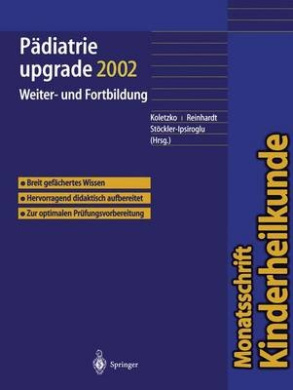 Pädiatrie
upgrade 2002
Weiter- und Fortbildung
Koletzko | Reinhardt
Stöckler-Ipsiroglu
(Hrsg.)
● Breit gefächertes Wissen
● Hervorragend didaktisch aufbereitet
● Zur optimalen Prüfungsvorbereitung
Monatsschrift
Kinderheilkunde
Springer